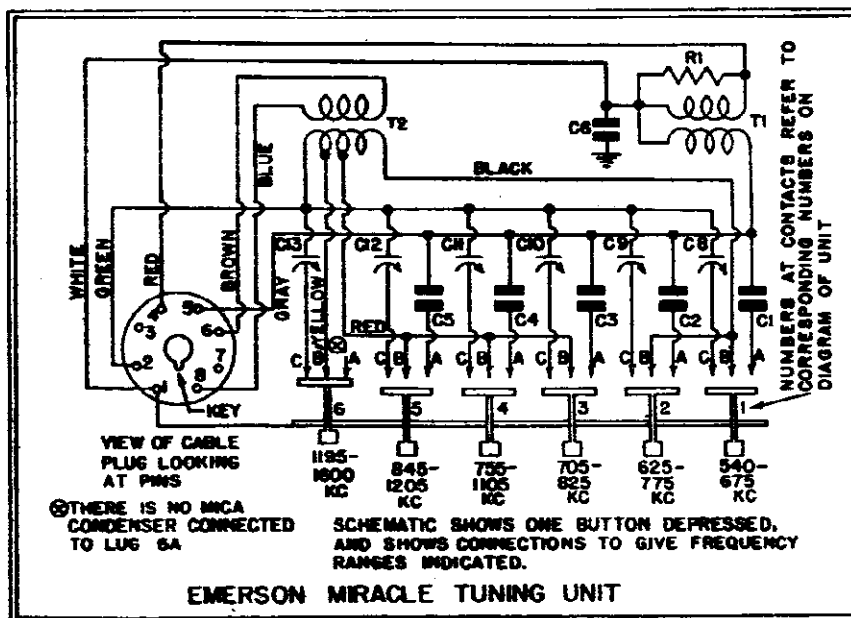 R1
T2
T1
C6
BLUE
BLACK
WHITE
GREEN
RED
BROWN
GRAY
YELLOW
RED
C13
C12
C11
C10
C9
C8
C5
C4
C3
C2
C1
4
5
3
6
2
7
1
8
KEY
C B A
C B A
C B A
C B A
C B A
C B A
6
5
4
3
2
1
1195-
1600
KC
845-
1205
KC
755-
1105
KC
705-
825
KC
625-
775
KC
540-
675
KC
NUMBERS AT CONTACTS REFER TO
CORRESPONDING NUMBERS ON
DIAGRAM OF UNIT
VIEW OF CABLE
PLUG LOOKING
AT PINS
⊗THERE IS NO MICA
CONDENSER CONNECTED
TO LUG 6A
SCHEMATIC SHOWS ONE BUTTON DEPRESSED,
AND SHOWS CONNECTIONS TO GIVE FREQUENCY
RANGES INDICATED.
EMERSON MIRACLE TUNING UNIT